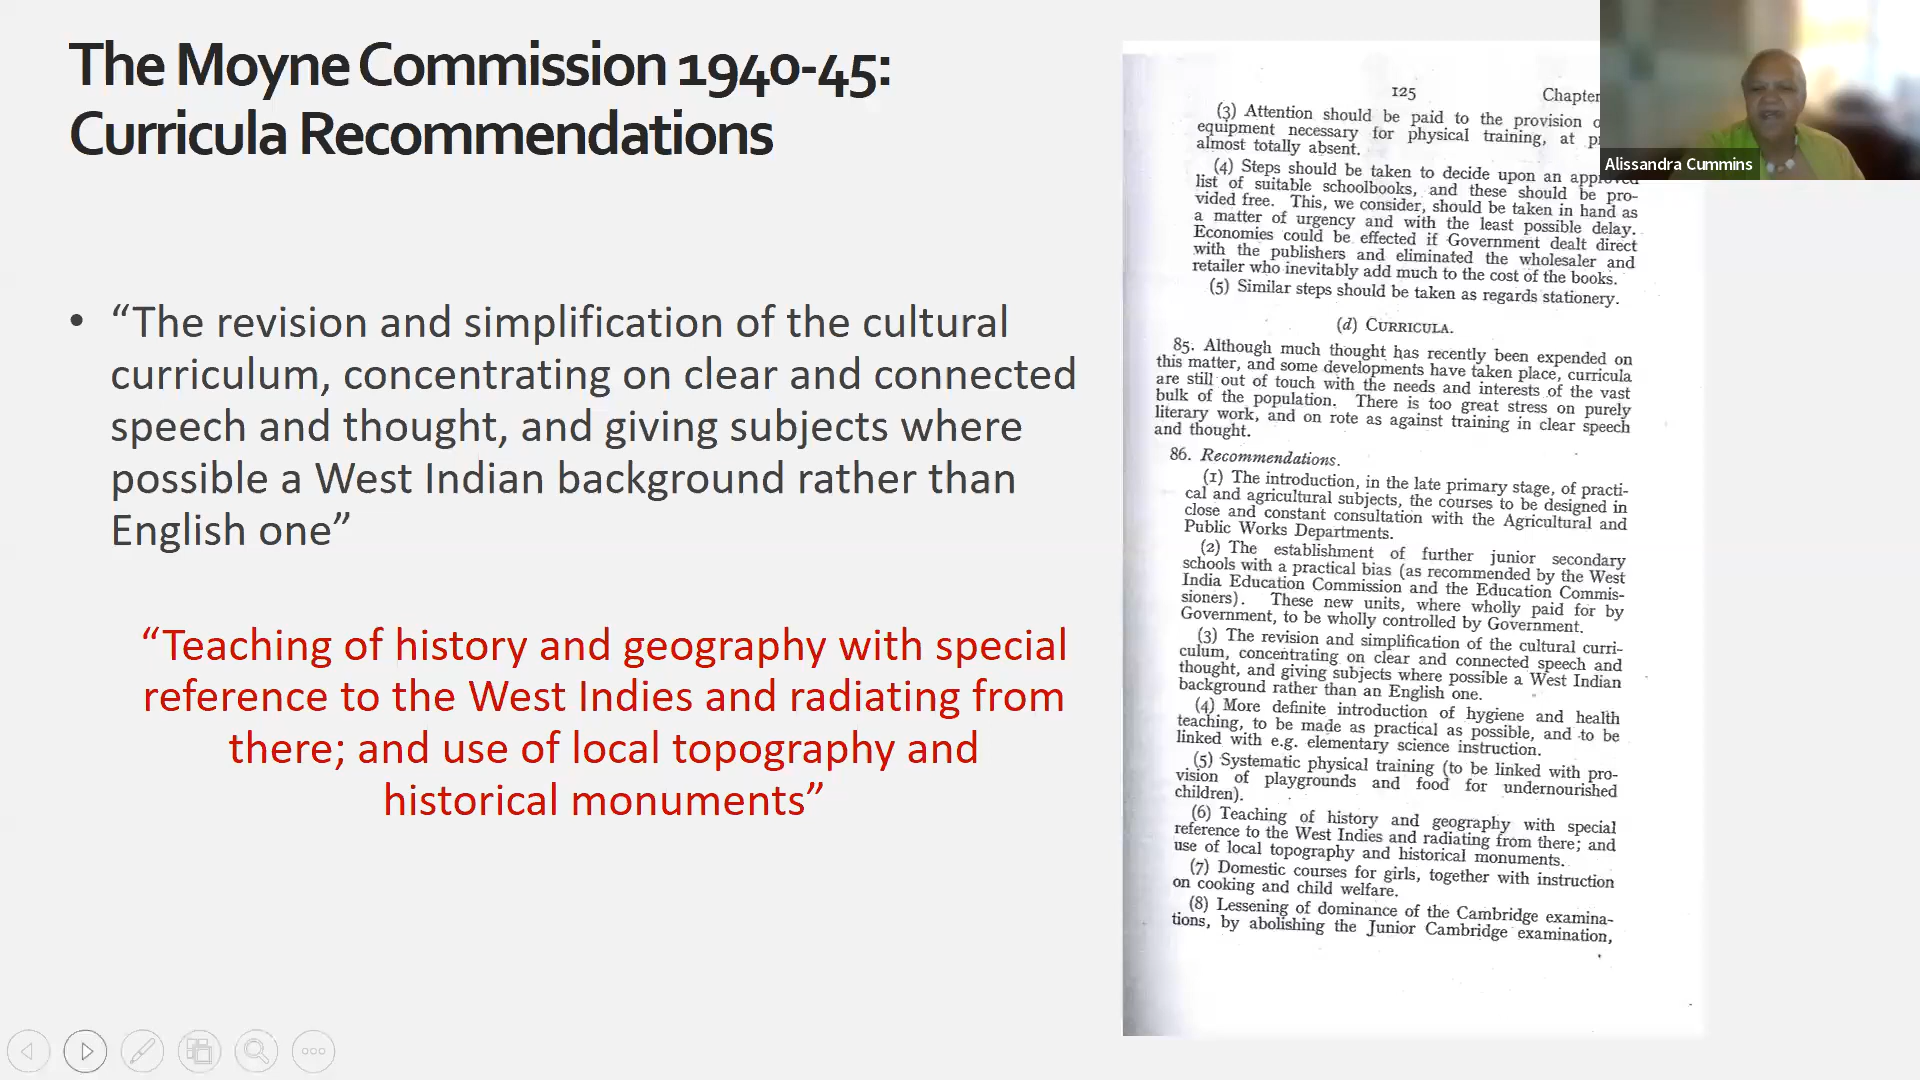 The Moyne Commission 1940-45:
Curricula Recommendations
• “The revision and simplification of the cultural
curriculum, concentrating on clear and connected
speech and thought, and giving subjects where
possible a West Indian background rather than
English one”
“Teaching of history and geography with special
reference to the West Indies and radiating from
there; and use of local topography and
historical monuments”
125 Chapter
(3) Attention should be paid to the provision
equipment necessary for physical training, at
almost totally absent.
(4) Steps should be taken to decide upon an approved
list of suitable schoolbooks, and these should be pro-
vided free. This, we consider, should be taken in hand as
a matter of urgency and with the least possible delay.
Economies could be effected if Government dealt direct
with the publishers and eliminated the wholesaler and
retailer who inevitably add much to the cost of the books.
(5) Similar steps should be taken as regards stationery.
(d) CURRICULA.
85. Although much thought has recently been expended on
this matter, and some developments have taken place, curricula
are still out of touch with the needs and interests of the vast
bulk of the population. There is too great stress on purely
literary work, and on rote as against training in clear speech
and thought.
86. Recommendations.
(1) The introduction, in the late primary stage, of practi-
cal and agricultural subjects, the courses to be designed in
close and constant consultation with the Agricultural and
Public Works Departments.
(2) The establishment of further junior secondary
schools with a practical bias (as recommended by the West
India Education Commission and the Education Commis-
sioners). These new units, where wholly paid for by
Government, to be wholly controlled by Government.
(3) The revision and simplification of the cultural curri-
culum, concentrating on clear and connected speech and
thought, and giving subjects where possible a West Indian
background rather than an English one.
(4) More definite introduction of hygiene and health
teaching, to be made as practical as possible, and to be
linked with e.g. elementary science instruction.
(5) Systematic physical training (to be linked with pro-
vision of playgrounds and food for undernourished
children).
(6) Teaching of history and geography with special
reference to the West Indies and radiating from there; and
use of local topography and historical monuments.
(7) Domestic courses for girls, together with instruction
on cooking and child welfare.
(8) Lessening of dominance of the Cambridge examina-
tions, by abolishing the Junior Cambridge examination,
Alissandra Cummins